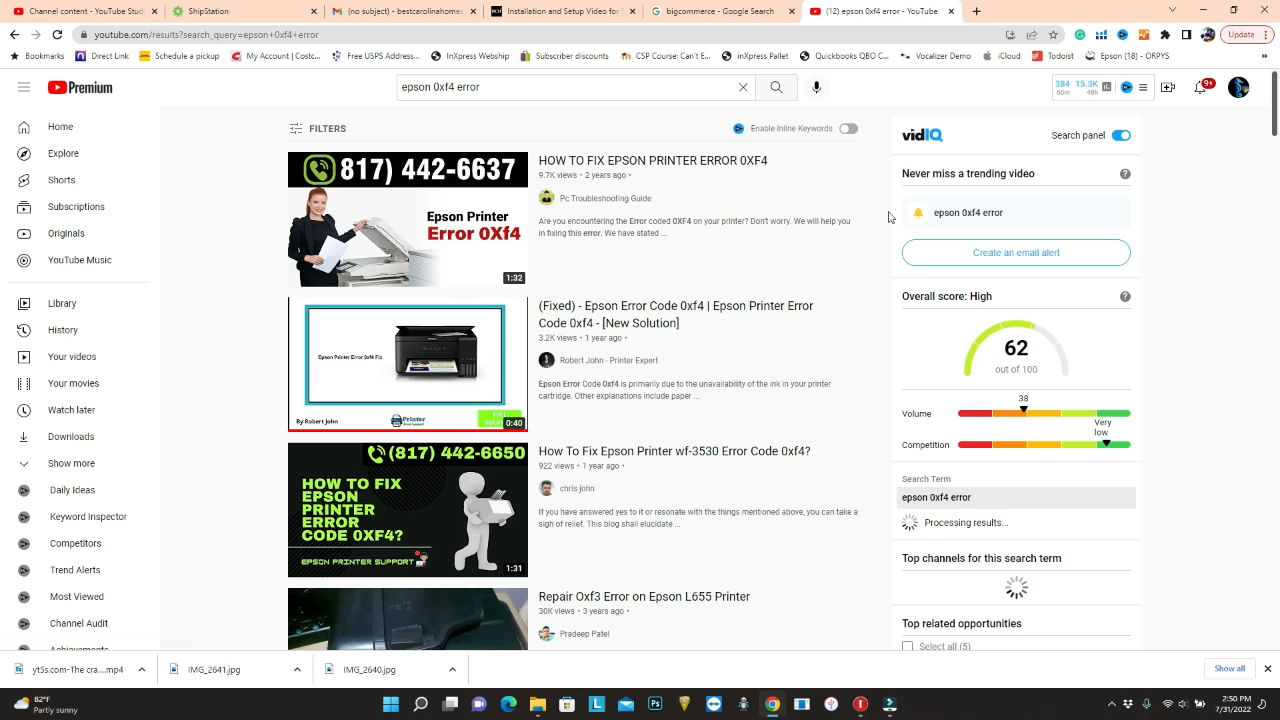 Channel content - YouTube Studi
ShipStation
(no subject) - bestcarolinahomere
Installation and Setup Video for T
bigcommerce - Google Search
(12) epson 0xf4 error - YouTube
youtube.com/results?search_query=epson+0xf4+error
Update
Bookmarks
Direct Link
Schedule a pickup
My Account | Costc...
Free USPS Address...
InXpress Webship
Subscriber discounts
CSP Course: Can't E...
inXpress Pallet
Quickbooks QBO C...
Vocalizer Demo
iCloud
Todoist
Epson (18) - ORPYS
Premium
epson 0xf4 error
384 15.3K
60m 48h
9+
Home
Explore
Shorts
Subscriptions
Originals
YouTube Music
Library
History
Your videos
Your movies
Watch later
Downloads
Show more
Daily Ideas
Keyword Inspector
Competitors
Trend Alerts
Most Viewed
Channel Audit
Achievements
FILTERS
Enable Inline Keywords
817) 442-6637
Epson Printer
Error 0Xf4
1:32
HOW TO FIX EPSON PRINTER ERROR 0XF4
9.7K views • 2 years ago •
Pc Troubleshooting Guide
Are you encountering the Error coded 0XF4 on your printer? Don't worry. We will help you
in fixing this error. We have stated ...
Epson Printer Error 0xf4 Fix
By Robert John
Printer
0:40
(Fixed) - Epson Error Code 0xf4 | Epson Printer Error
Code 0xf4 - [New Solution]
3.2K views • 1 year ago •
Robert John - Printer Expert
Epson Error Code 0xf4 is primarily due to the unavailability of the ink in your printer
cartridge. Other explanations include paper ...
(817) 442-6650
HOW TO FIX
EPSON
PRINTER
ERROR
CODE 0XF4?
EPSON PRINTER SUPPORT
1:31
How To Fix Epson Printer wf-3530 Error Code 0xf4?
922 views • 1 year ago •
chris john
If you have answered yes to it or resonate with the things mentioned above, you can take a
sigh of relief. This blog shall elucidate ...
Repair Oxf3 Error on Epson L655 Printer
30K views • 3 years ago •
Pradeep Patel
vidIQ
Search panel
Never miss a trending video
epson 0xf4 error
Create an email alert
Overall score: High
62
out of 100
38
Volume
Very
low
Competition
Search Term
epson 0xf4 error
Processing results...
Top channels for this search term
Top related opportunities
Select all (5)
yt5s.com-The cra....mp4
IMG_2641.jpg
IMG_2640.jpg
Show all
82°F
Partly sunny
2:50 PM
7/31/2022